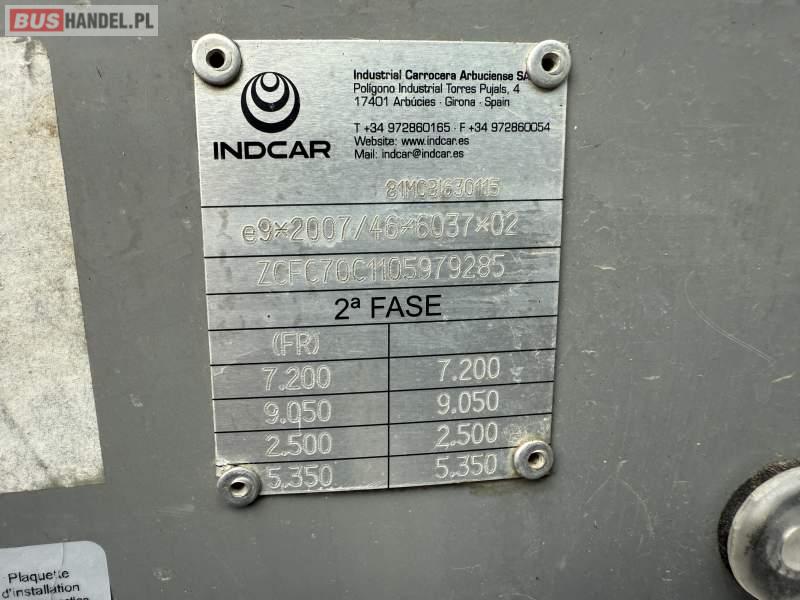 BUSHANDEL.PL
Industrial Carrocera Arbuciense SA
Polígono Industrial Torres Pujals, 4
17401 Arbúcies - Girona - Spain
T +34 972860165 · F +34 972860054
Website: www.indcar.es
Mail: indcar@indcar.es
INDCAR
e9*2007/46*6037*02
ZCFC70C1105979285
2ª FASE
(FR)
7.200 7.200
9.050 9.050
2.500 2.500
5.350 5.350
Plaquette
d'installation